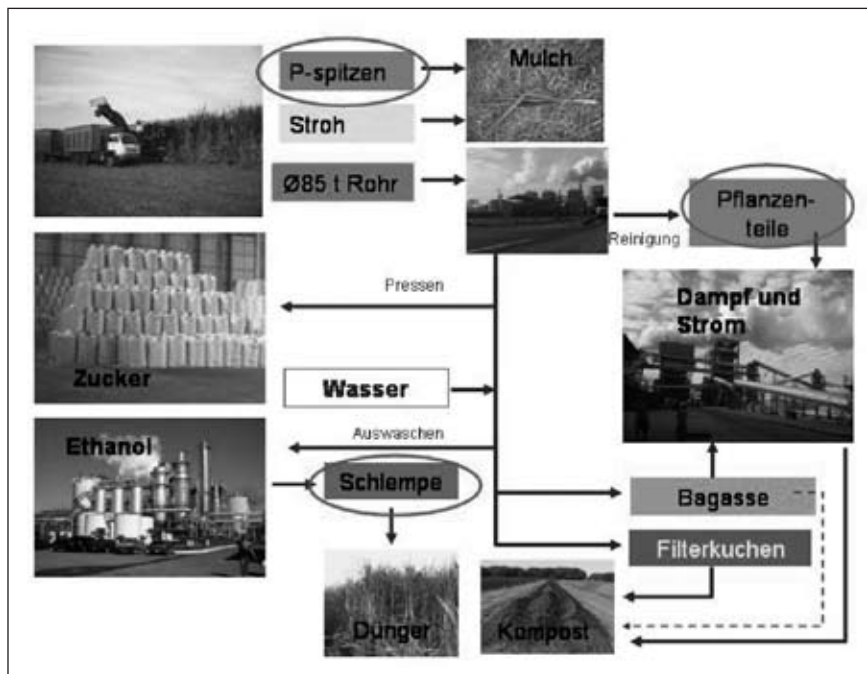 P-spitzen
Mulch
Stroh
Ø85 t Rohr
Pflanzen-
teile
Reinigung
Pressen
Dampf und
Strom
Zucker
Wasser
Auswaschen
Ethanol
Schlempe
Bagasse
Filterkuchen
Dünger
Kompost